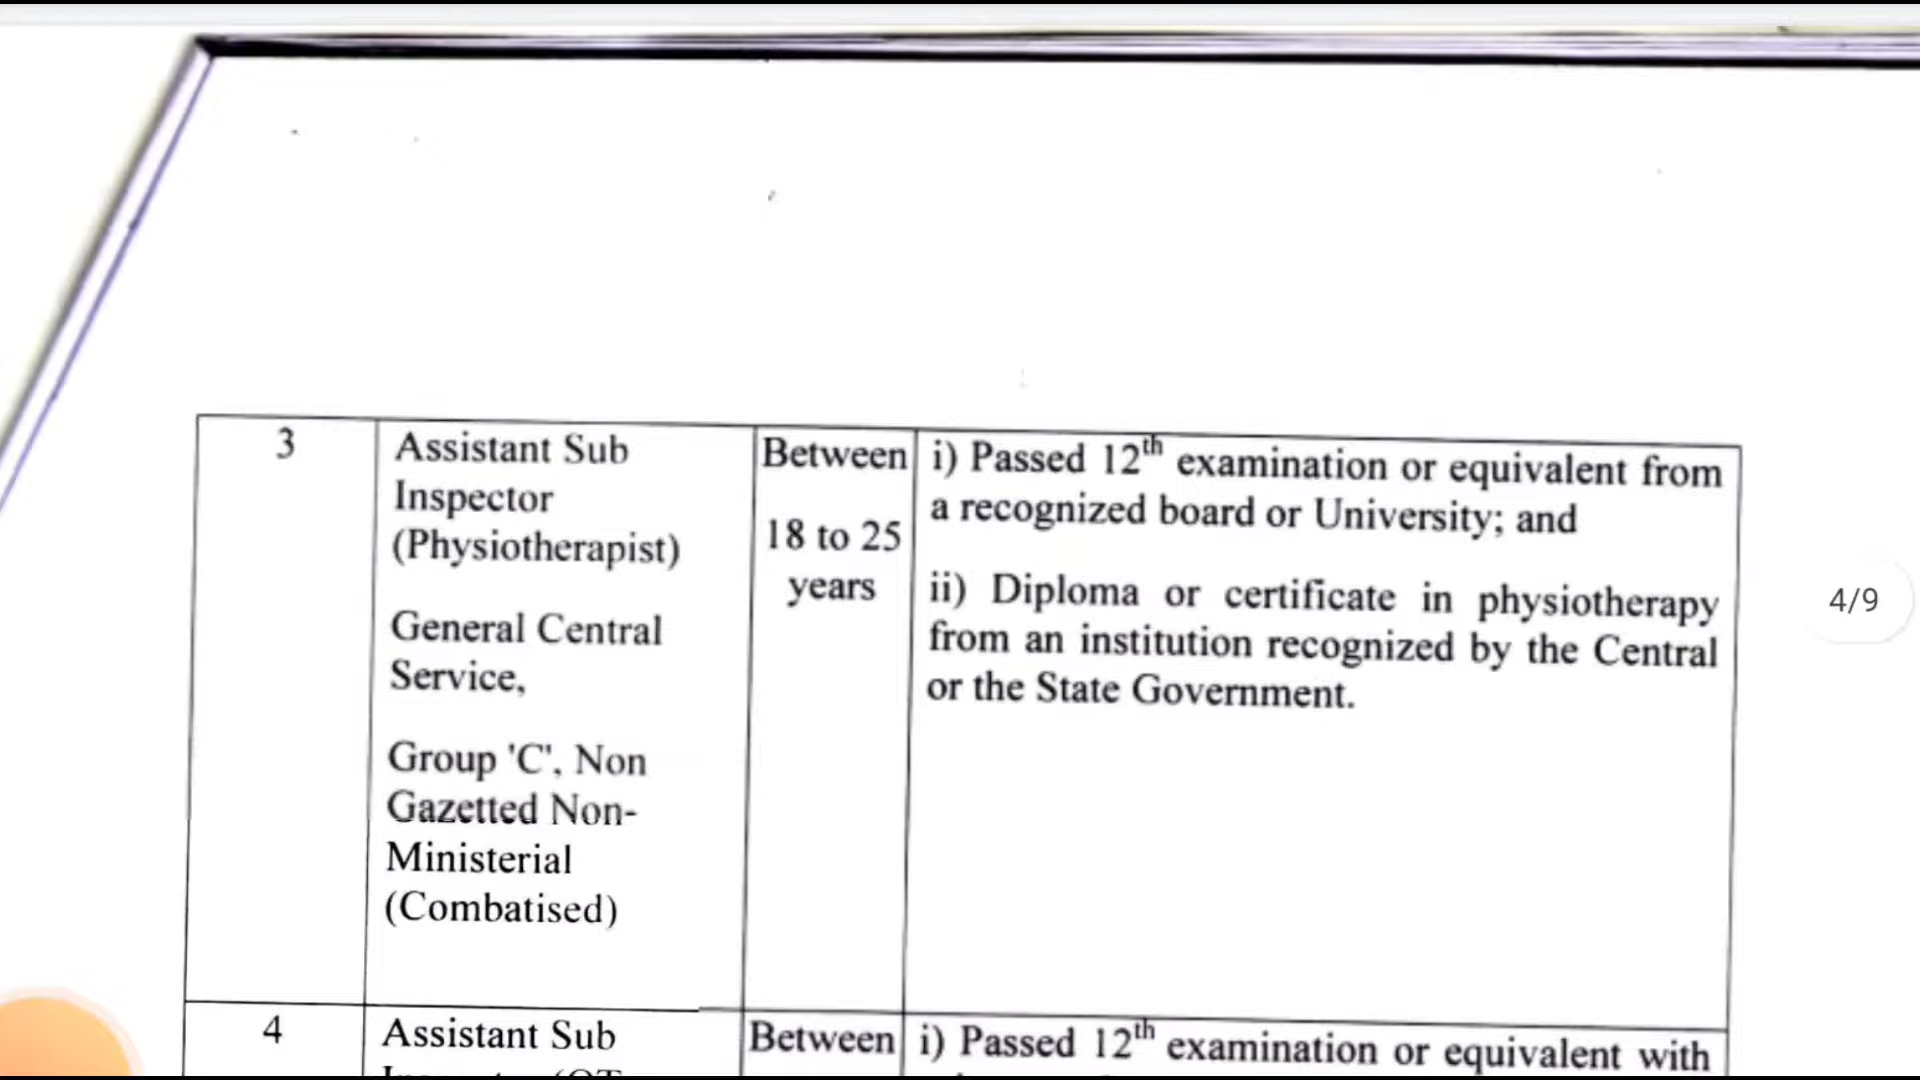 3
Assistant Sub
Inspector
(Physiotherapist)
General Central
Service,
Group 'C', Non
Gazetted Non-
Ministerial
(Combatised)
Between
18 to 25
years
i) Passed 12th examination or equivalent from
a recognized board or University; and
ii) Diploma or certificate in physiotherapy
from an institution recognized by the Central
or the State Government.
4/9
4
Assistant Sub
Between
i) Passed 12th examination or equivalent with